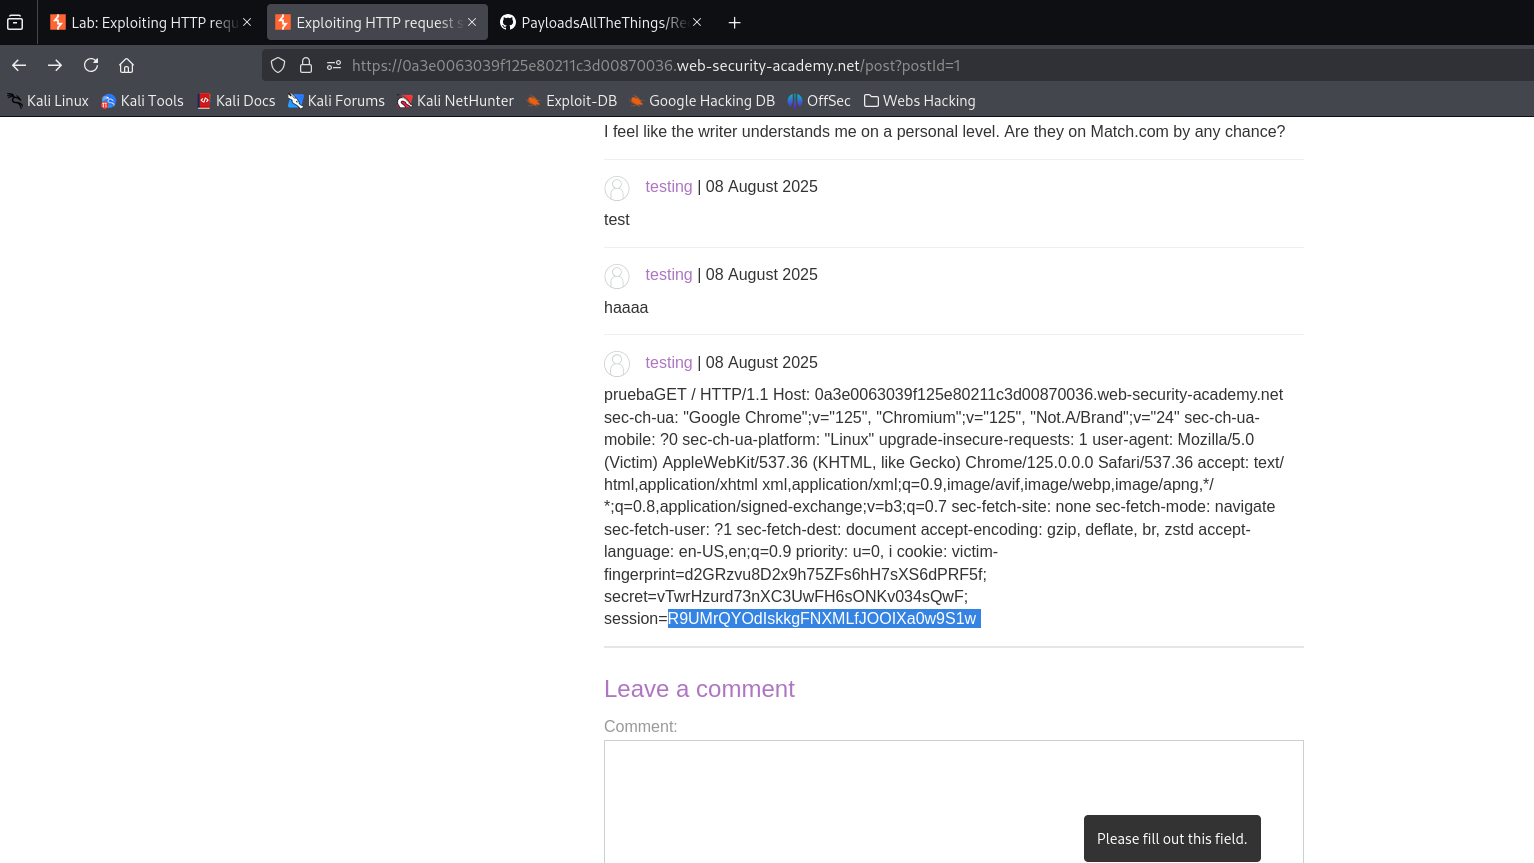 Lab: Exploiting HTTP requ
Exploiting HTTP request s
PayloadsAllTheThings/Re
https://0a3e0063039f125e80211c3d00870036.web-security-academy.net/post?postId=1
Kali Linux
Kali Tools
Kali Docs
Kali Forums
Kali NetHunter
Exploit-DB
Google Hacking DB
OffSec
Webs Hacking
I feel like the writer understands me on a personal level. Are they on Match.com by any chance?
testing | 08 August 2025
test
testing | 08 August 2025
haaaa
testing | 08 August 2025
pruebaGET / HTTP/1.1 Host: 0a3e0063039f125e80211c3d00870036.web-security-academy.net
sec-ch-ua: "Google Chrome";v="125", "Chromium";v="125", "Not.A/Brand";v="24" sec-ch-ua-
mobile: ?0 sec-ch-ua-platform: "Linux" upgrade-insecure-requests: 1 user-agent: Mozilla/5.0
(Victim) AppleWebKit/537.36 (KHTML, like Gecko) Chrome/125.0.0.0 Safari/537.36 accept: text/
html,application/xhtml xml,application/xml;q=0.9,image/avif,image/webp,image/apng,*/
*;q=0.8,application/signed-exchange;v=b3;q=0.7 sec-fetch-site: none sec-fetch-mode: navigate
sec-fetch-user: ?1 sec-fetch-dest: document accept-encoding: gzip, deflate, br, zstd accept-
language: en-US,en;q=0.9 priority: u=0, i cookie: victim-
fingerprint=d2GRzvu8D2x9h75ZFs6hH7sXS6dPRF5f;
secret=vTwrHzurd73nXC3UwFH6sONKv034sQwF;
session=R9UMrQYOdIskkgFNXMLfJOOIXa0w9S1w
Leave a comment
Comment:
Please fill out this field.